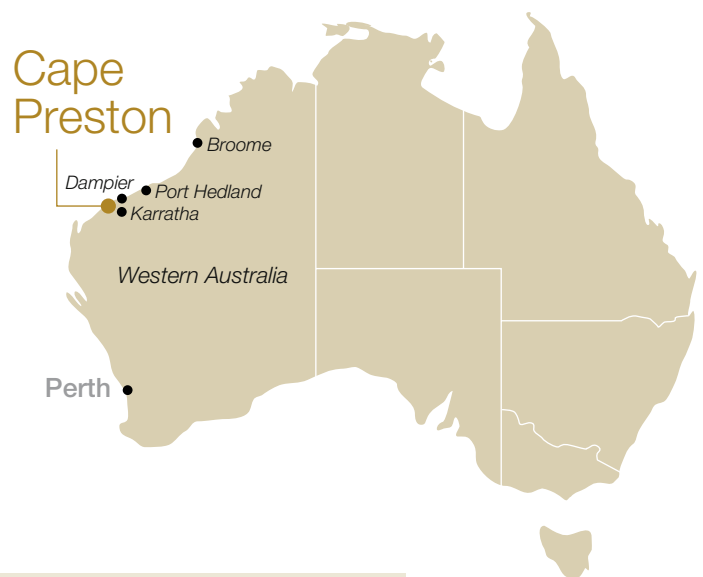 Cape
Preston
Broome
Dampier
Port Hedland
Karratha
Western Australia
Perth